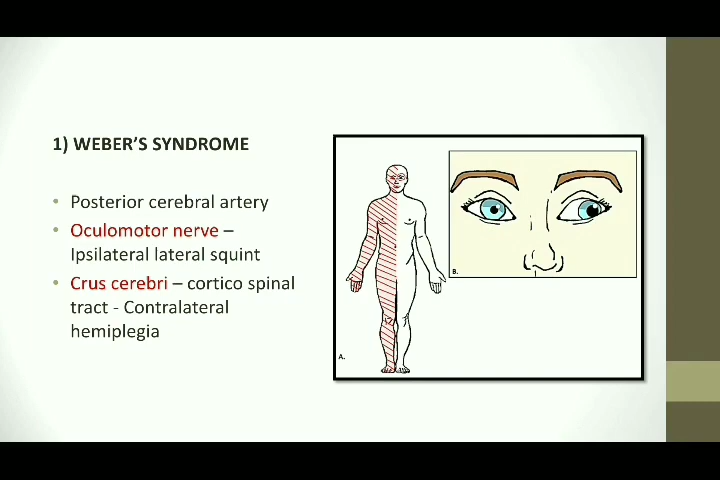 1) WEBER'S SYNDROME
• Posterior cerebral artery
• Oculomotor nerve –
Ipsilateral lateral squint
• Crus cerebri – cortico spinal
tract - Contralateral
hemiplegia
A.
B.